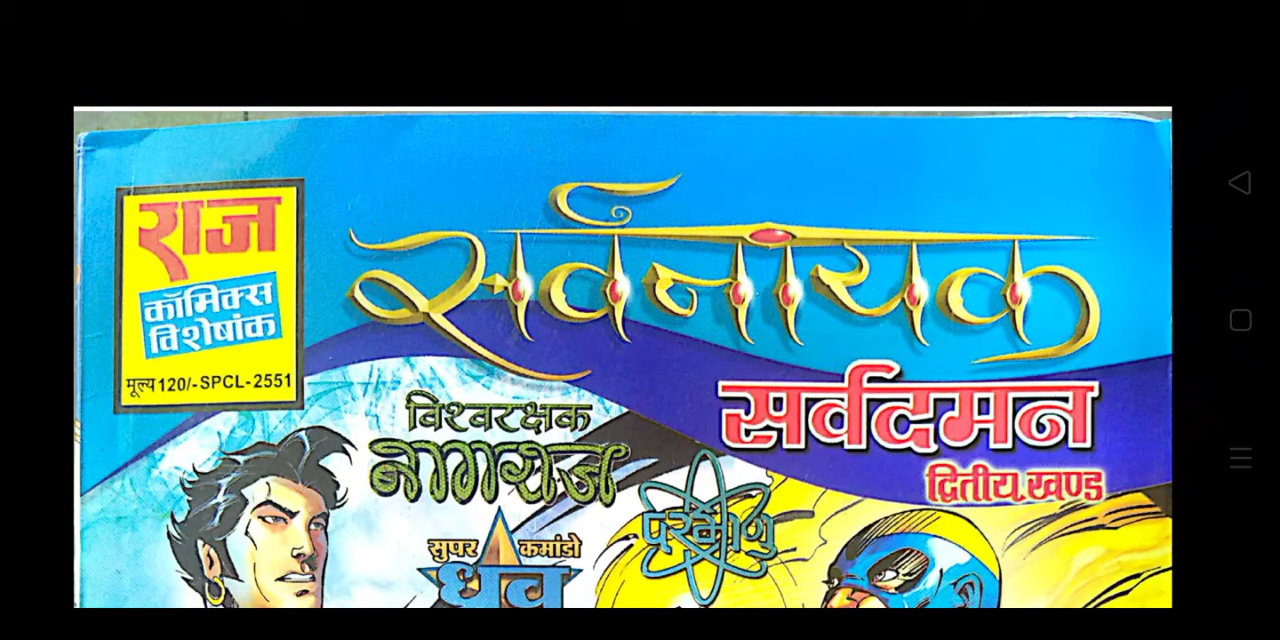 राज
कॉमिक्स
विशेषांक
मूल्य 120/- SPCL-2551
सर्वनायक
सर्वदमन
द्वितीय खण्ड
विश्वरक्षक
नागराज
सुपर कमांडो
ध्रुव
परमाणु